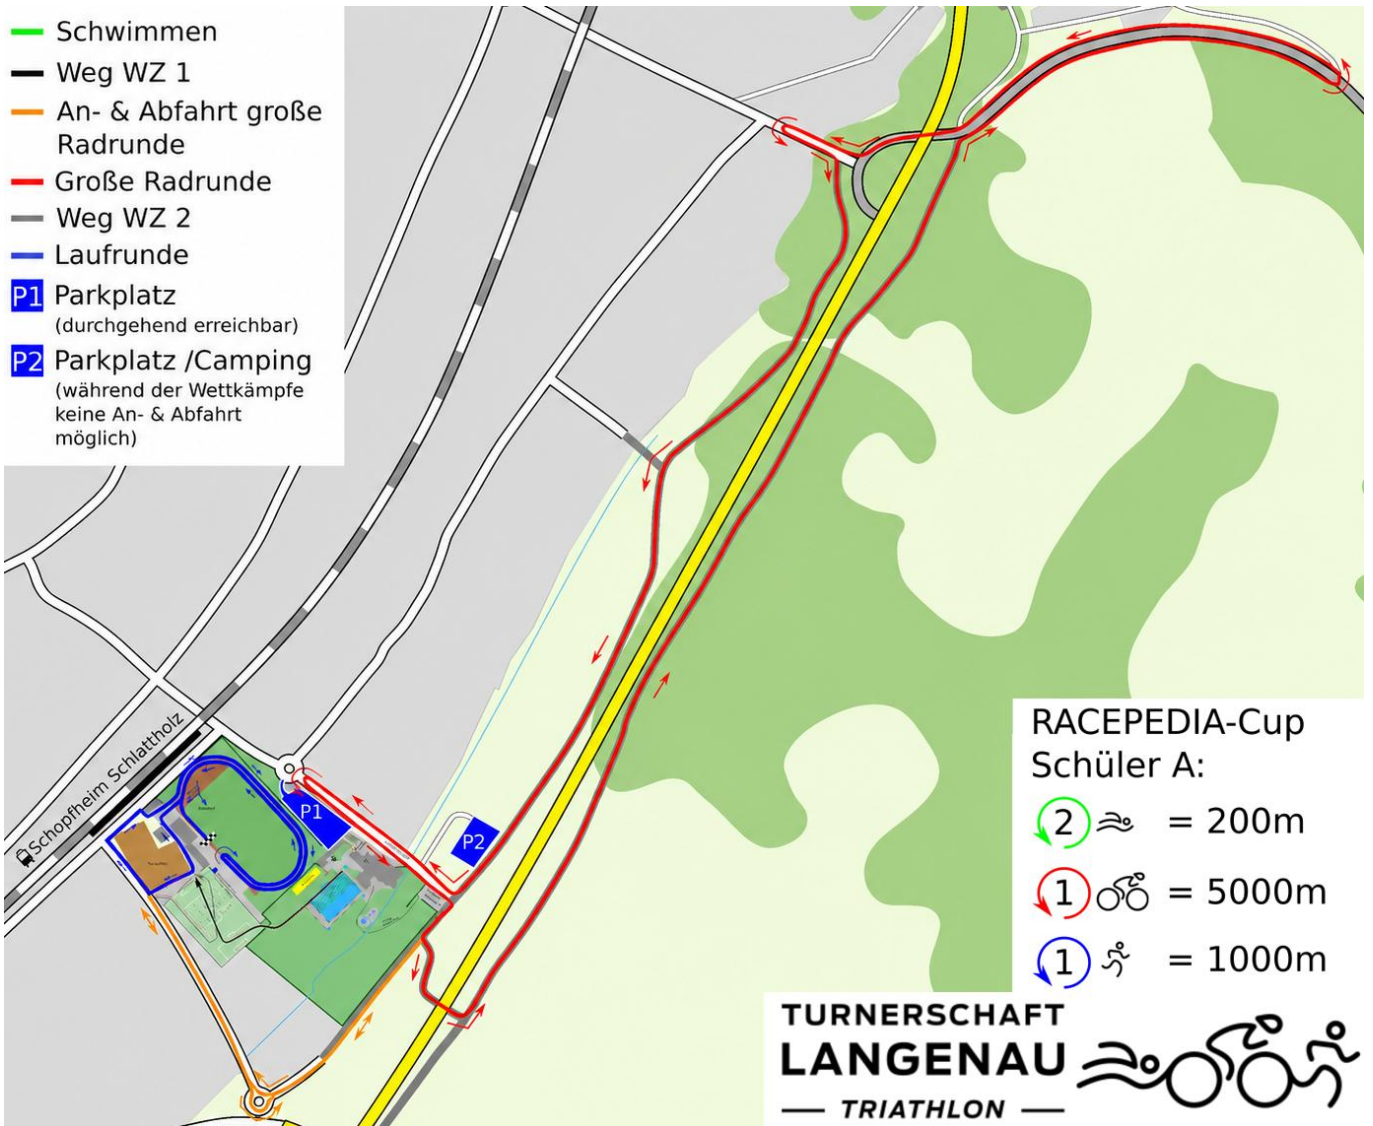 Schwimmen
Weg WZ 1
An- & Abfahrt große
Radrunde
Große Radrunde
Weg WZ 2
Laufrunde
P1 Parkplatz
(durchgehend erreichbar)
P2 Parkplatz /Camping
(während der Wettkämpfe
keine An- & Abfahrt
möglich)
Schopfheim Schlattholz
P1
P2
RACEPEDIA-Cup
Schüler A:
2 = 200m
1 = 5000m
1 = 1000m
TURNERSCHAFT
LANGENAU
TRIATHLON